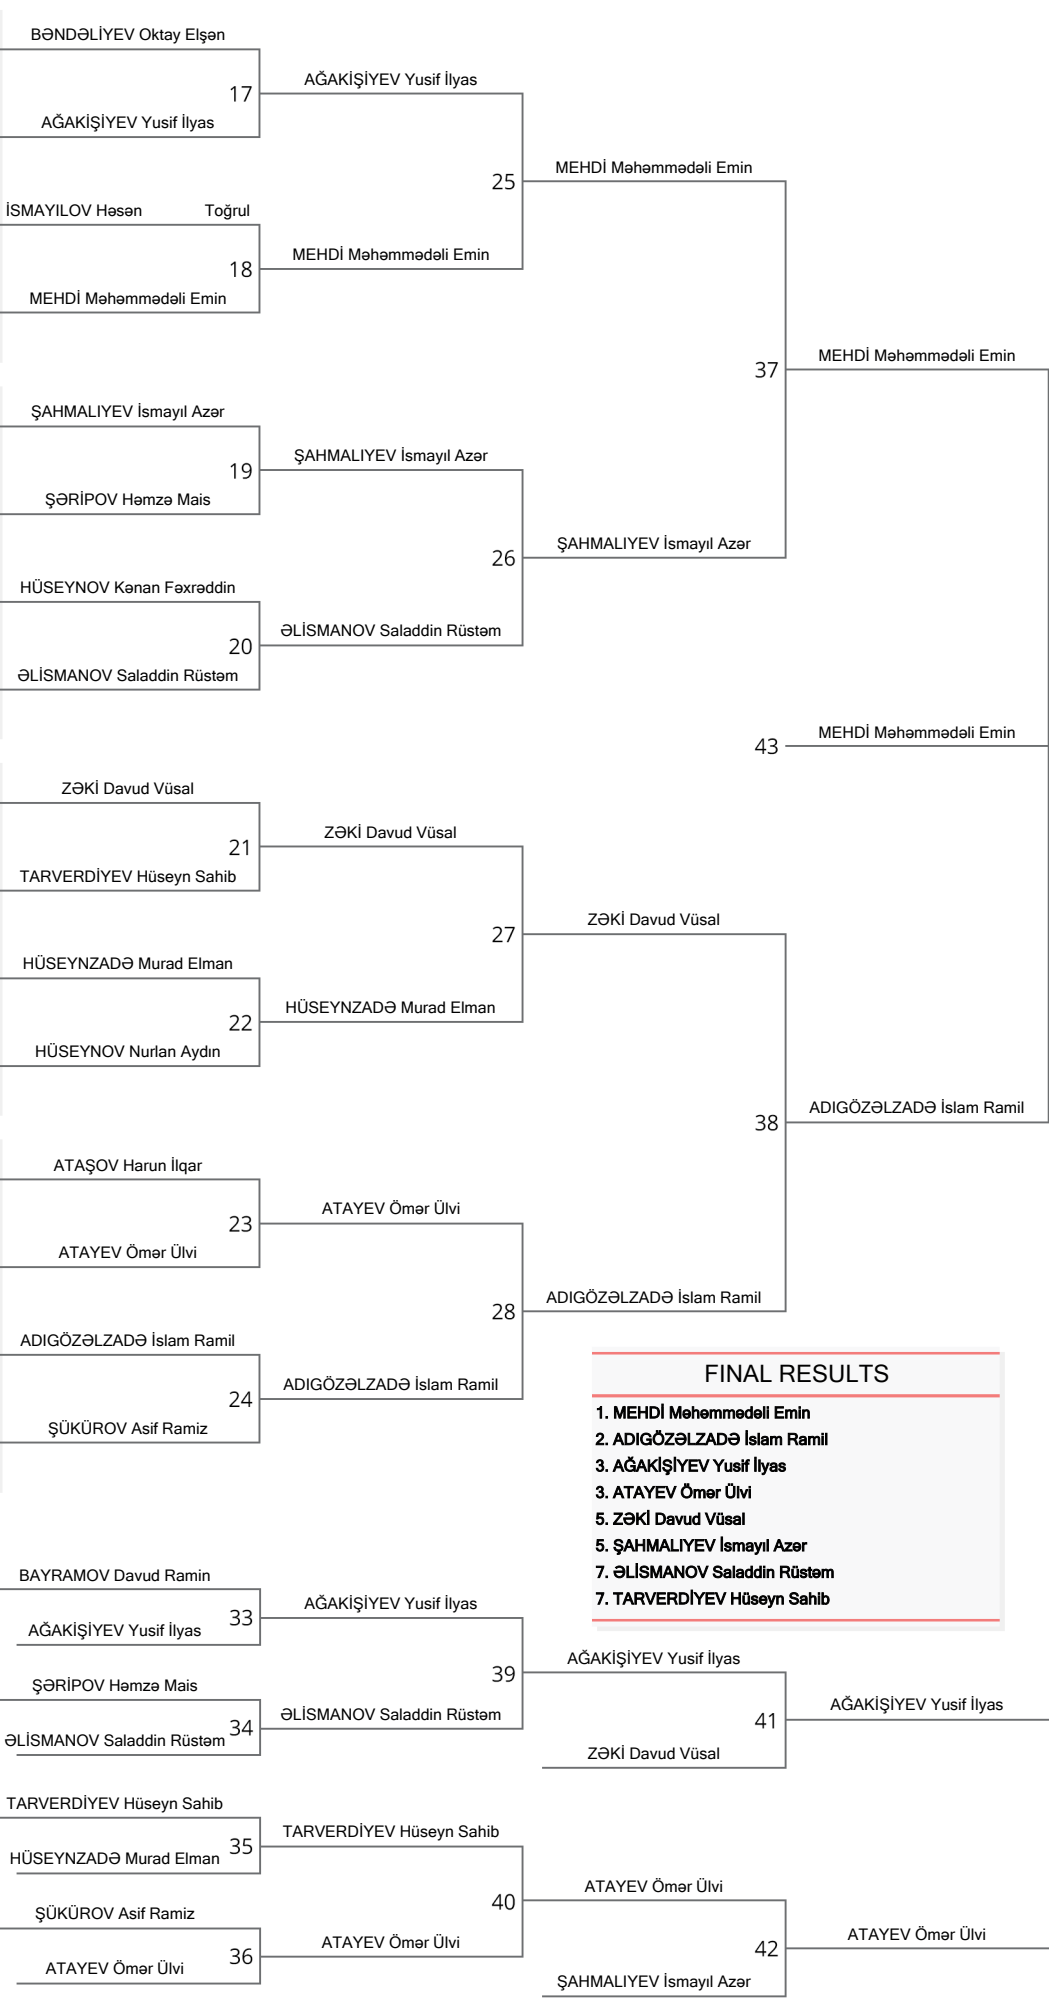 BƏNDƏLİYEV Oktay Elşən
17
AĞAKİŞİYEV Yusif İlyas
AĞAKİŞİYEV Yusif İlyas
25
MEHDİ Məhəmmədəli Emin
İSMAYILOV Həsən Toğrul
18
MEHDİ Məhəmmədəli Emin
MEHDİ Məhəmmədəli Emin
37
MEHDİ Məhəmmədəli Emin
ŞAHMALIYEV İsmayıl Azər
19
ŞAHMALIYEV İsmayıl Azər
ŞƏRİPOV Həmzə Mais
26
ŞAHMALIYEV İsmayıl Azər
HÜSEYNOV Kənan Fəxrəddin
20
ƏLİSMANOV Saladdin Rüstəm
ƏLİSMANOV Saladdin Rüstəm
43
MEHDİ Məhəmmədəli Emin
ZƏKİ Davud Vüsal
21
ZƏKİ Davud Vüsal
TARVERDİYEV Hüseyn Sahib
27
ZƏKİ Davud Vüsal
HÜSEYNZADƏ Murad Elman
22
HÜSEYNZADƏ Murad Elman
HÜSEYNOV Nurlan Aydın
38
ADIGÖZƏLZADƏ İslam Ramil
ATAŞOV Harun İlqar
23
ATAYEV Ömər Ülvi
ATAYEV Ömər Ülvi
28
ADIGÖZƏLZADƏ İslam Ramil
ADIGÖZƏLZADƏ İslam Ramil
24
ADIGÖZƏLZADƏ İslam Ramil
ŞÜKÜROV Asif Ramiz
FINAL RESULTS
1. MEHDİ Məhəmmədəli Emin
2. ADIGÖZƏLZADƏ İslam Ramil
3. AĞAKİŞİYEV Yusif İlyas
3. ATAYEV Ömər Ülvi
5. ZƏKİ Davud Vüsal
5. ŞAHMALIYEV İsmayıl Azər
7. ƏLİSMANOV Saladdin Rüstəm
7. TARVERDİYEV Hüseyn Sahib
BAYRAMOV Davud Ramin
33
AĞAKİŞİYEV Yusif İlyas
AĞAKİŞİYEV Yusif İlyas
39
AĞAKİŞİYEV Yusif İlyas
ŞƏRİPOV Həmzə Mais
34
ƏLİSMANOV Saladdin Rüstəm
ƏLİSMANOV Saladdin Rüstəm
41
AĞAKİŞİYEV Yusif İlyas
ZƏKİ Davud Vüsal
TARVERDİYEV Hüseyn Sahib
35
TARVERDİYEV Hüseyn Sahib
HÜSEYNZADƏ Murad Elman
40
ATAYEV Ömər Ülvi
ŞÜKÜROV Asif Ramiz
36
ATAYEV Ömər Ülvi
ATAYEV Ömər Ülvi
42
ATAYEV Ömər Ülvi
ŞAHMALIYEV İsmayıl Azər